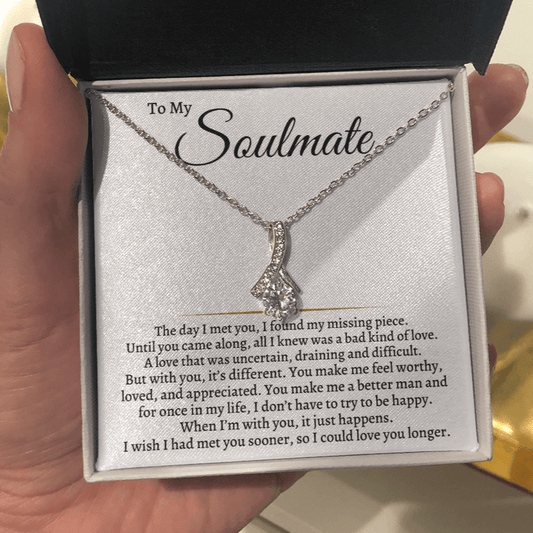 To My
Soulmate
The day I met you, I found my missing piece.
Until you came along, all I knew was a bad kind of love.
A love that was uncertain, draining and difficult.
But with you, it's different. You make me feel worthy,
loved, and appreciated. You make me a better man and
for once in my life, I don't have to try to be happy.
When I'm with you, it just happens.
I wish I had met you sooner, so I could love you longer.